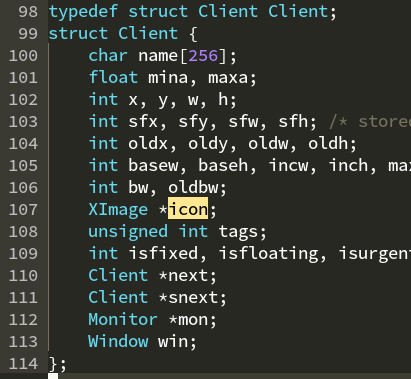 98 typedef struct Client Client;
99 struct Client {
100 char name[256];
101 float mina, maxa;
102 int x, y, w, h;
103 int sfx, sfy, sfw, sfh; /* store
104 int oldx, oldy, oldw, oldh;
105 int basew, baseh, incw, inch, ma
106 int bw, oldbw;
107 XImage *icon;
108 unsigned int tags;
109 int isfixed, isfloating, isurgen
110 Client *next;
111 Client *snext;
112 Monitor *mon;
113 Window win;
114 };